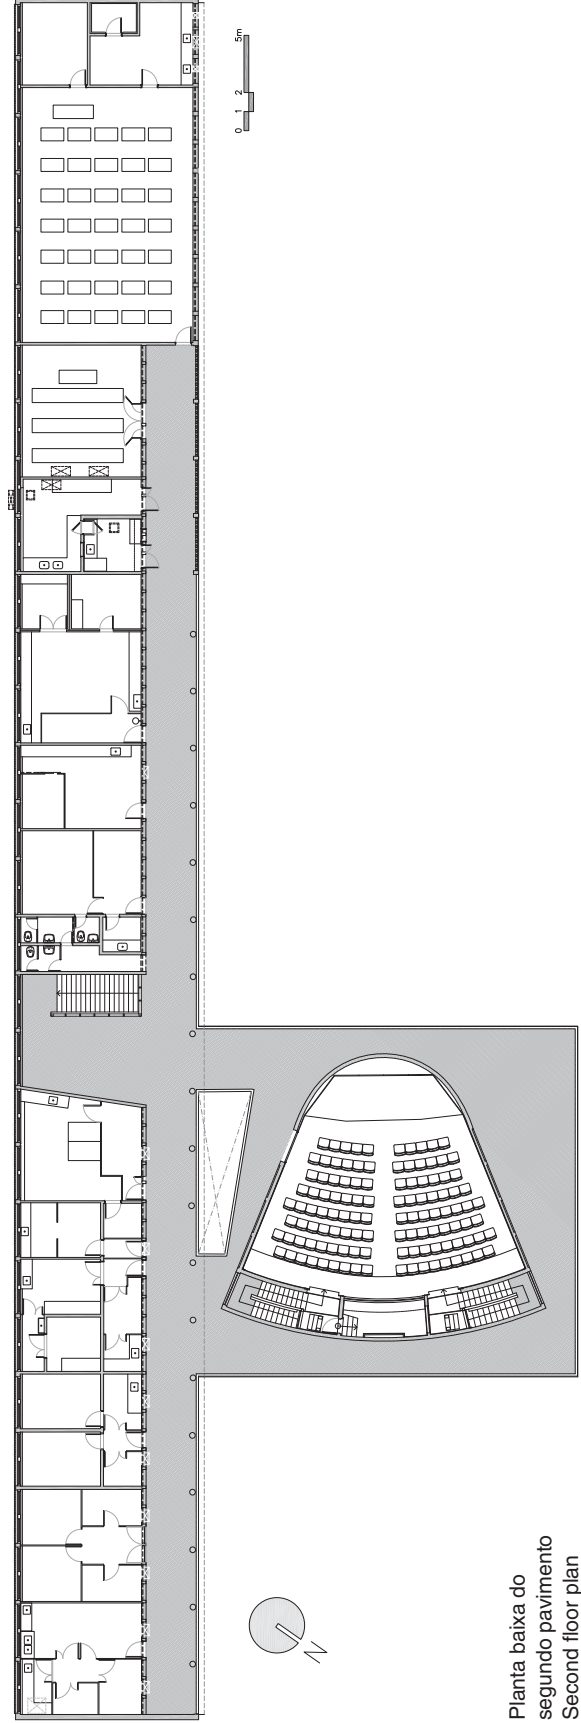 0 1 2 5m
N
Planta baixa do
segundo pavimento
Second floor plan